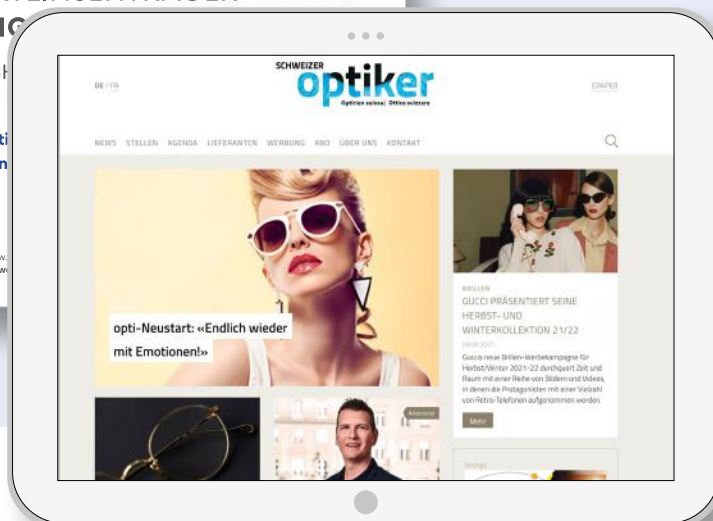 SCHWEIZER
optiker
Opticien suisse| Ottico svizzero
DE / FR
EPAPER
NEWS STELLEN AGENDA LIEFERANTEN WERBUNG ABO ÜBER UNS KONTAKT
opti-Neustart: «Endlich wieder
mit Emotionen!»
BRILLEN
GUCCI PRÄSENTIERT SEINE
HERBST- UND
WINTERKOLLEKTION 21/22
Guccis neue Brillen-Werbekampagne für
Herbst/Winter 2021-22 durchquert Zeit und
Raum mit einer Reihe von Bildern und Videos,
in denen die Protagonisten mit einer Vielzahl
von Retro-Telefonen aufgenommen werden.
Mehr
Advertorial
Anzeige